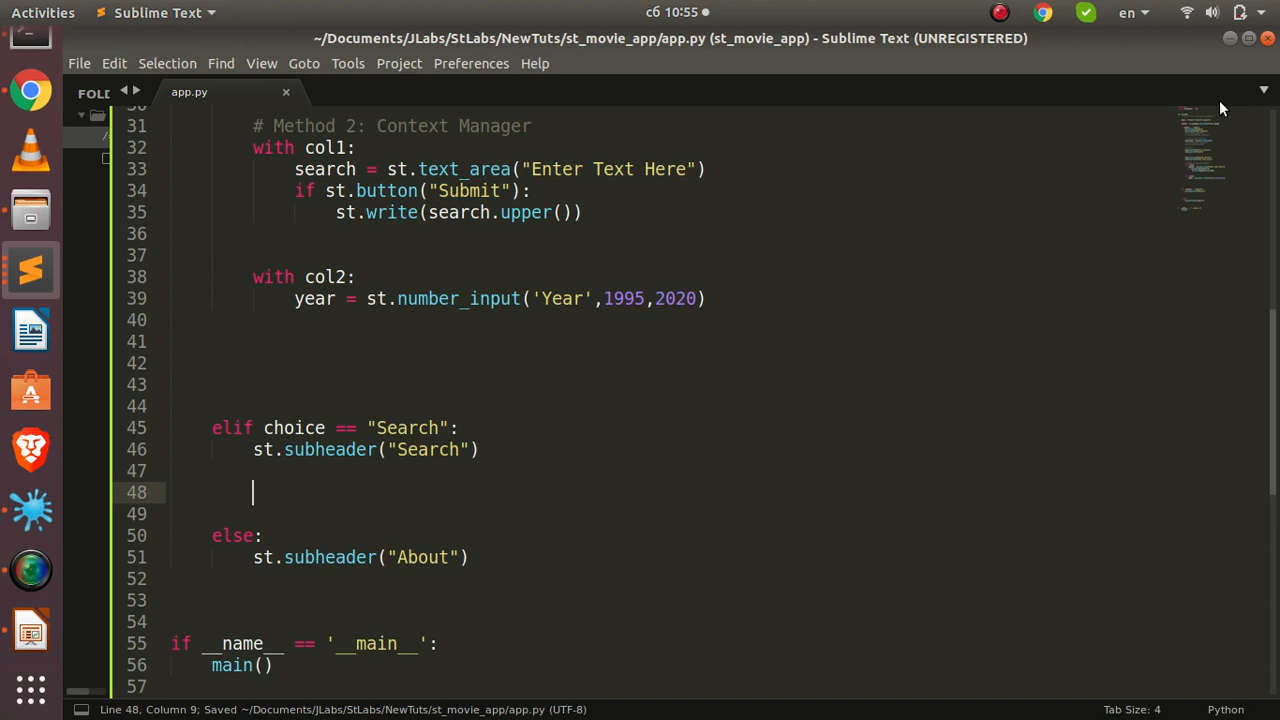 Activities Sublime Text сб 10:55 en
~/Documents/JLabs/StLabs/NewTuts/st_movie_app/app.py (st_movie_app) - Sublime Text (UNREGISTERED)
File Edit Selection Find View Goto Tools Project Preferences Help
FOLD app.py ×
31 # Method 2: Context Manager
32 with col1:
33 search = st.text_area("Enter Text Here")
34 if st.button("Submit"):
35 st.write(search.upper())
36
37
38 with col2:
39 year = st.number_input('Year',1995,2020)
40
41
42
43
44
45 elif choice == "Search":
46 st.subheader("Search")
47
48
49
50 else:
51 st.subheader("About")
52
53
54
55 if __name__ == '__main__':
56 main()
57
Line 48, Column 9; Saved ~/Documents/JLabs/StLabs/NewTuts/st_movie_app/app.py (UTF-8) Tab Size: 4 Python